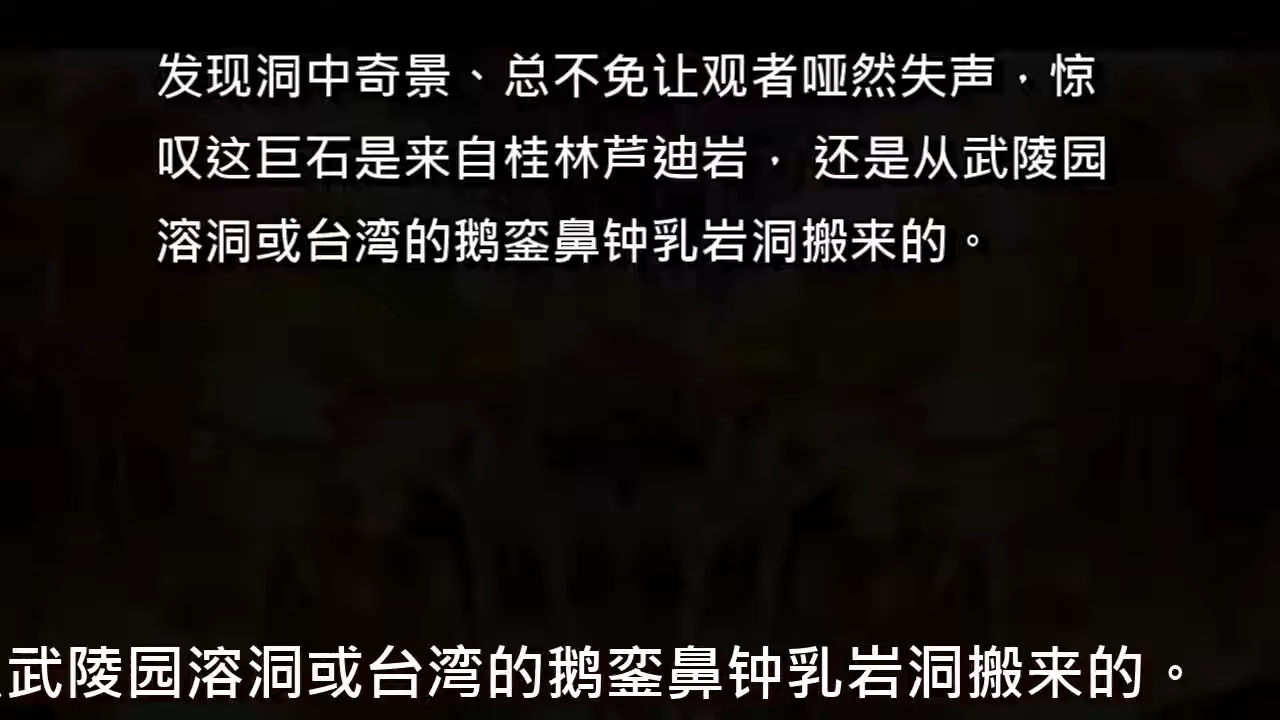 发现洞中奇景、总不免让观者哑然失声，惊
叹这巨石是来自桂林芦迪岩， 还是从武陵园
溶洞或台湾的鹅銮鼻钟乳岩洞搬来的。
武陵园溶洞或台湾的鹅銮鼻钟乳岩洞搬来的。